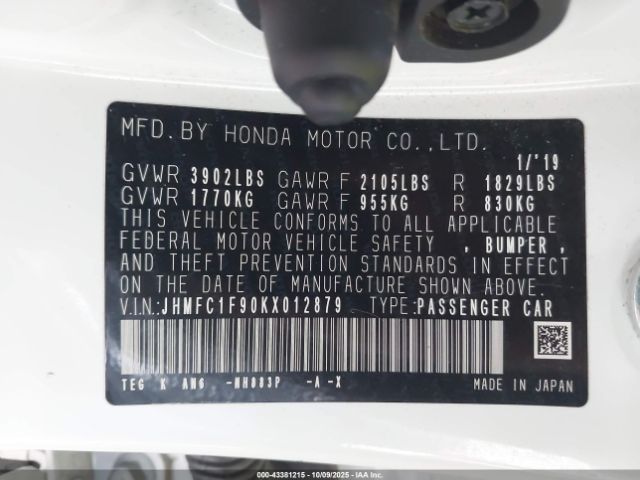 MFD.BY HONDA MOTOR CO.,LTD.
1/'19
GVWR 3902LBS GAWR F 2105LBS R 1829LBS
GVWR 1770KG GAWR F 955KG R 830KG
THIS VEHICLE CONFORMS TO ALL APPLICABLE
FEDERAL MOTOR VEHICLE SAFETY , BUMPER ,
AND THEFT PREVENTION STANDARDS IN EFFECT
ON THE DATE OF MANUFACTURE SHOWN ABOVE.
V.I.N.:JHMFC1F90KX012879 TYPE:PASSENGER CAR
TEG K AN6 -NH883P -A -X
MADE IN JAPAN
000-43381215 - 10/09/2025 - IAA Inc.